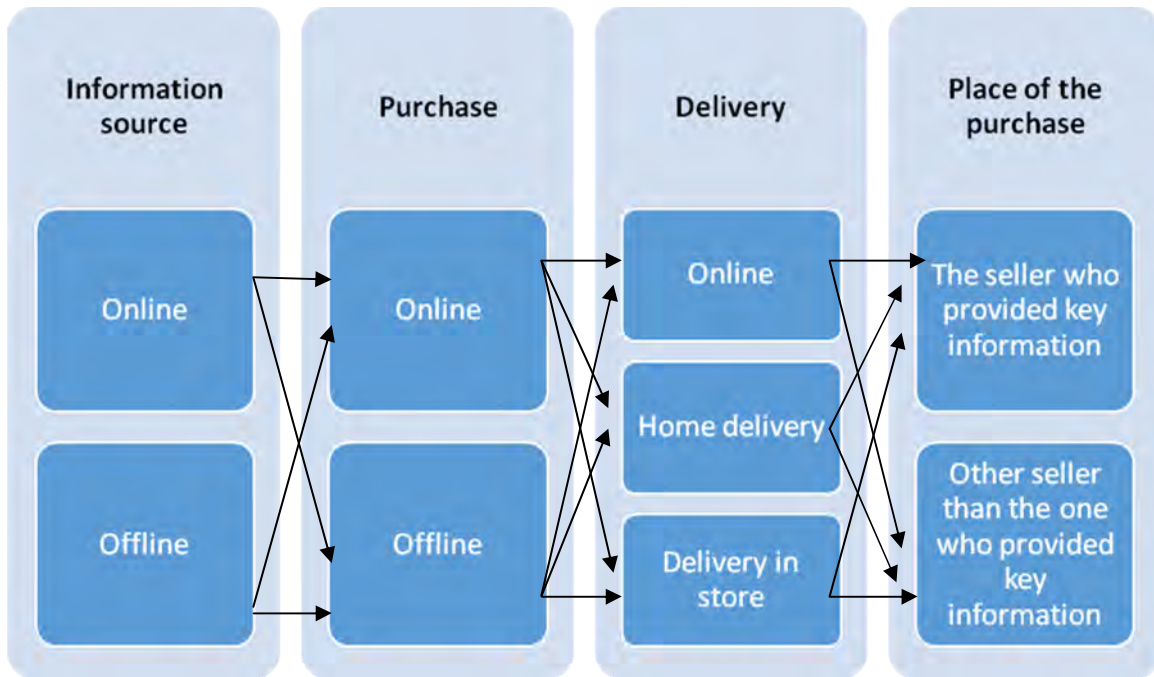 Information
source
Online
Offline
Purchase
Online
Offline
Delivery
Online
Home delivery
Delivery in
store
Place of the
purchase
The seller who
provided key
information
Other seller
than the one
who provided
key
information